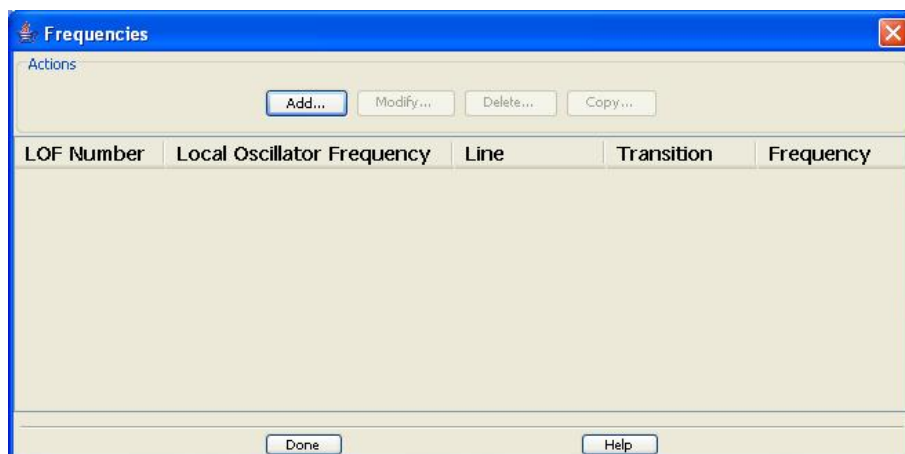 Frequencies
Actions
Add... Modify... Delete... Copy...
LOF Number Local Oscillator Frequency Line Transition Frequency
Done Help